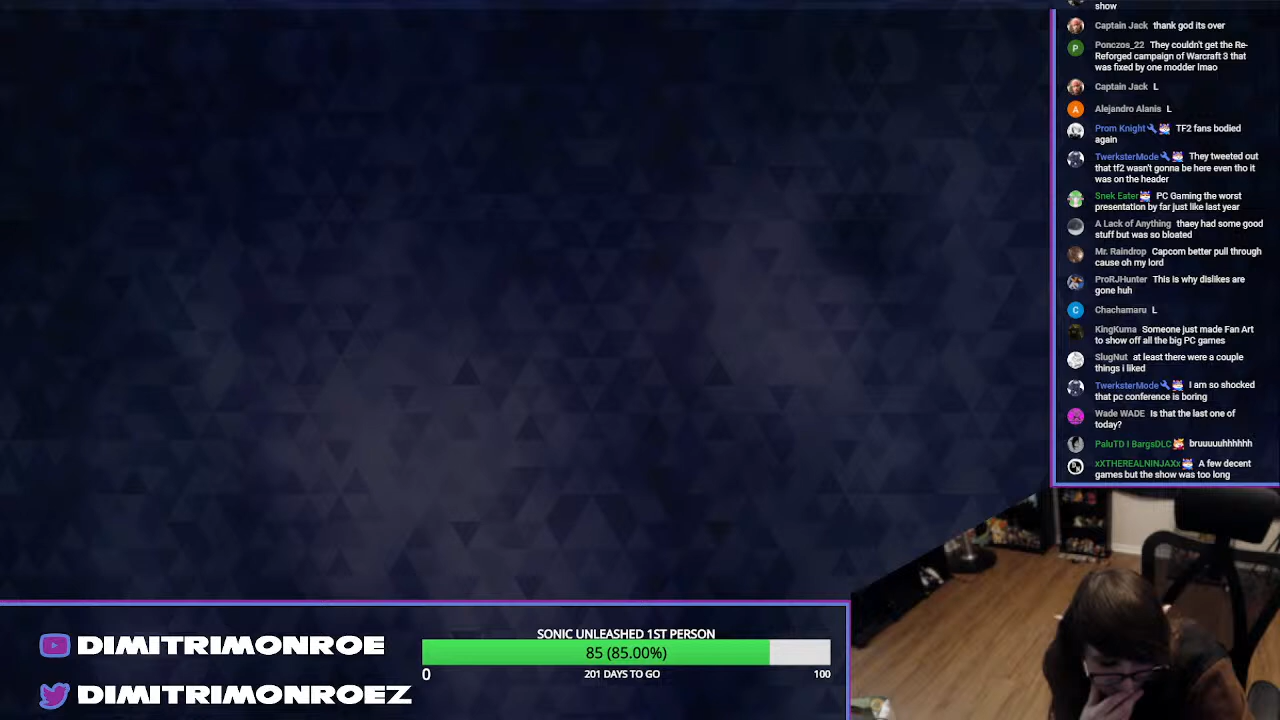 show
Captain Jack thank god its over
Ponczos_22 They couldn't get the Re-
Reforged campaign of Warcraft 3 that
was fixed by one modder lmao
Captain Jack L
Alejandro Alanis L
Prom Knight TF2 fans bodied
again
TwerksterMode They tweeted out
that tf2 wasn't gonna be here even tho it
was on the header
Snek Eater PC Gaming the worst
presentation by far just like last year
A Lack of Anything thaey had some good
stuff but was so bloated
Mr. Raindrop Capcom better pull through
cause oh my lord
ProRJHunter This is why dislikes are
gone huh
Chachamaru L
KingKuma Someone just made Fan Art
to show off all the big PC games
SlugNut at least there were a couple
things i liked
TwerksterMode I am so shocked
that pc conference is boring
Wade WADE Is that the last one of
today?
PaluTD I BargsDLC bruuuuuhhhhhh
xXTHEREALNINJAXx A few decent
games but the show was too long
P
A
C
DIMITRIMONROE
DIMITRIMONROEZ
SONIC UNLEASHED 1ST PERSON
85 (85.00%)
0 201 DAYS TO GO 100